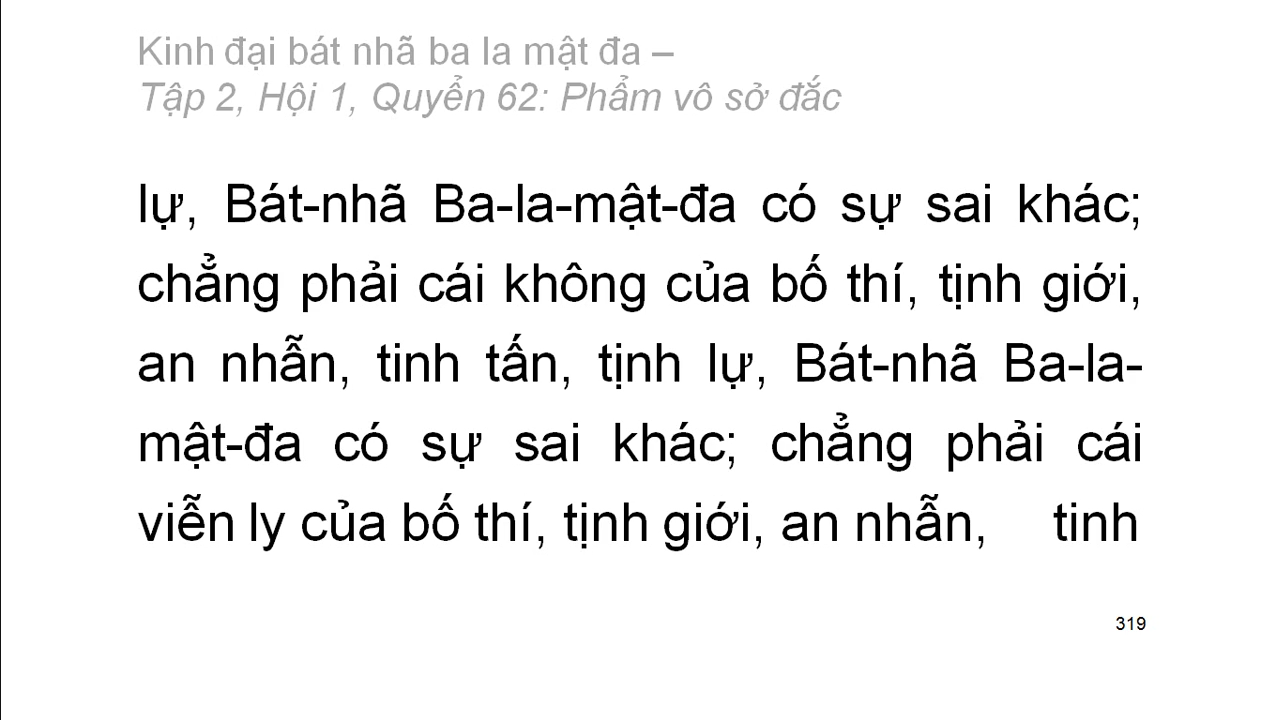 Kinh đại bát nhã ba la mật đa –
Tập 2, Hội 1, Quyển 62: Phẩm vô sở đắc
lự, Bát-nhã Ba-la-mật-đa có sự sai khác;
chẳng phải cái không của bố thí, tịnh giới,
an nhẫn, tinh tấn, tịnh lự, Bát-nhã Ba-la-
mật-đa có sự sai khác; chẳng phải cái
viễn ly của bố thí, tịnh giới, an nhẫn, tinh
319